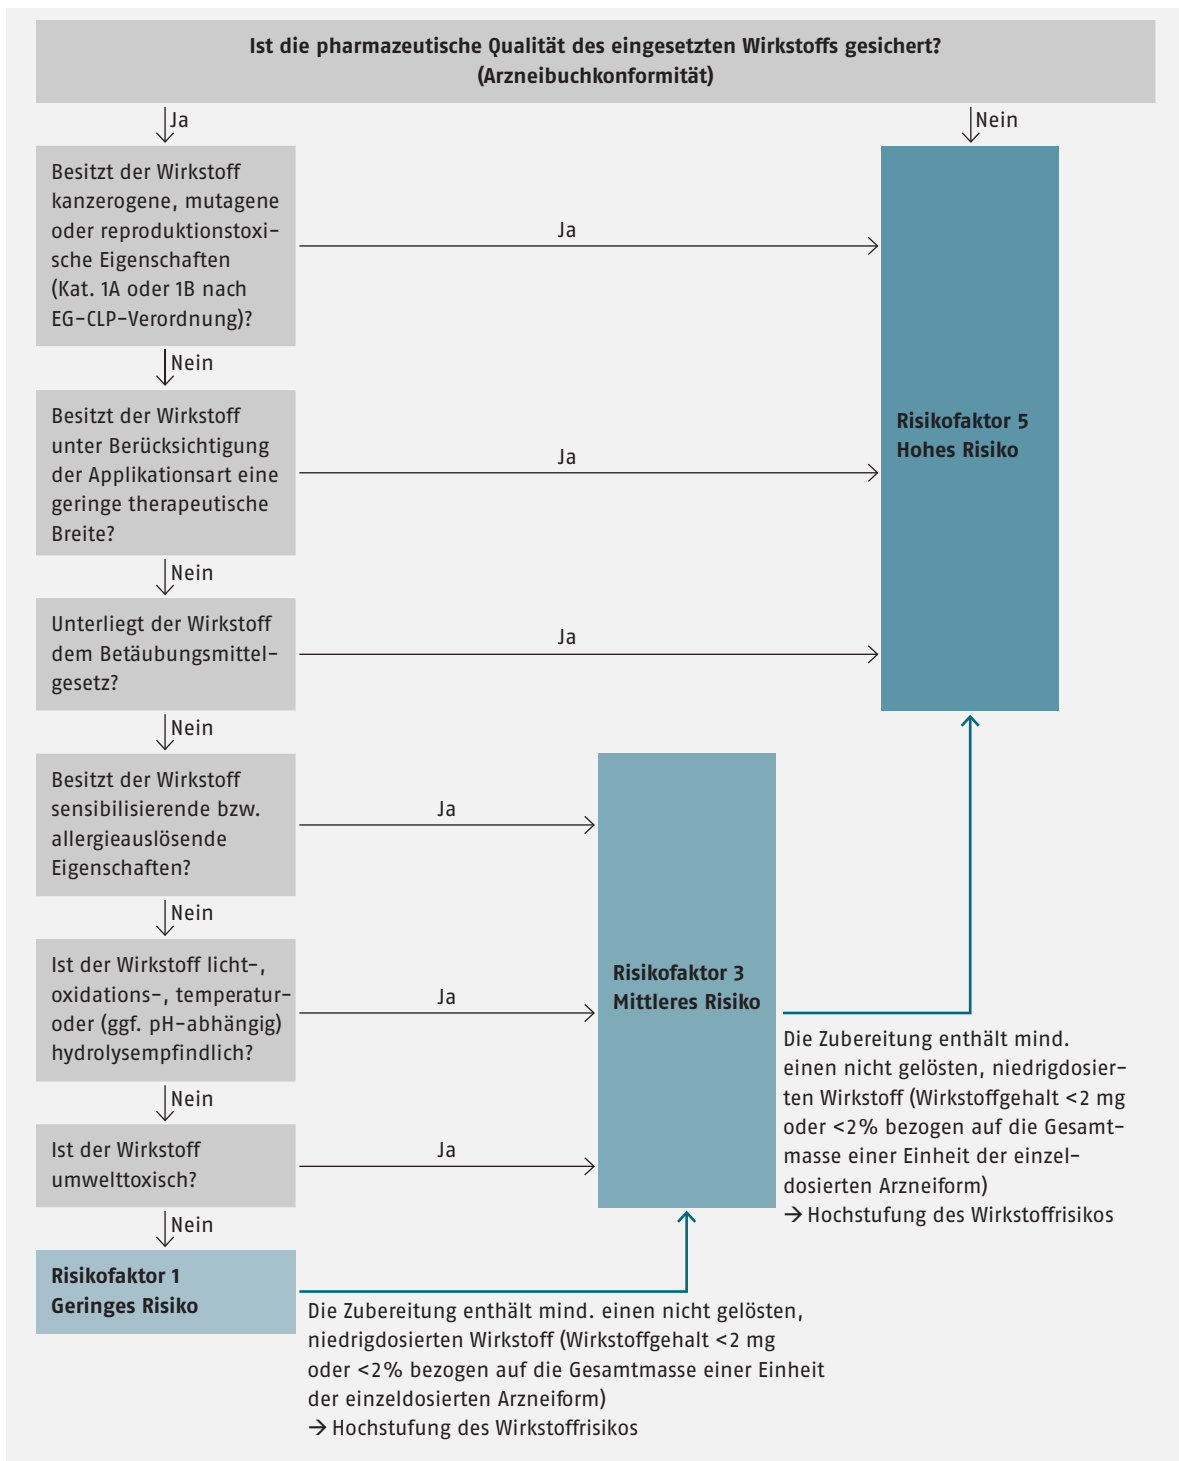 Ist die pharmazeutische Qualität des eingesetzten Wirkstoffs gesichert?
(Arzneibuchkonformität)
Ja
Nein
Besitzt der Wirkstoff
kanzerogene, mutagene
oder reproduktionstoxi-
sche Eigenschaften
(Kat. 1A oder 1B nach
EG-CLP-Verordnung)?
Ja
Nein
Besitzt der Wirkstoff
unter Berücksichtigung
der Applikationsart eine
geringe therapeutische
Breite?
Ja
Risikofaktor 5
Hohes Risiko
Nein
Unterliegt der Wirkstoff
dem Betäubungsmittel-
gesetz?
Ja
Nein
Besitzt der Wirkstoff
sensibilisierende bzw.
allergieauslösende
Eigenschaften?
Ja
Nein
Ist der Wirkstoff licht-,
oxidations-, temperatur-
oder (ggf. pH-abhängig)
hydrolysempfindlich?
Ja
Risikofaktor 3
Mittleres Risiko
Die Zubereitung enthält mind.
einen nicht gelösten, niedrigdosier-
ten Wirkstoff (Wirkstoffgehalt <2 mg
oder <2% bezogen auf die Gesamt-
masse einer Einheit der einzel-
dosierten Arzneiform)
→ Hochstufung des Wirkstoffrisikos
Nein
Ist der Wirkstoff
umwelttoxisch?
Ja
Nein
Risikofaktor 1
Geringes Risiko
Die Zubereitung enthält mind. einen nicht gelösten,
niedrigdosierten Wirkstoff (Wirkstoffgehalt <2 mg
oder <2% bezogen auf die Gesamtmasse einer Einheit
der einzeldosierten Arzneiform)
→ Hochstufung des Wirkstoffrisikos